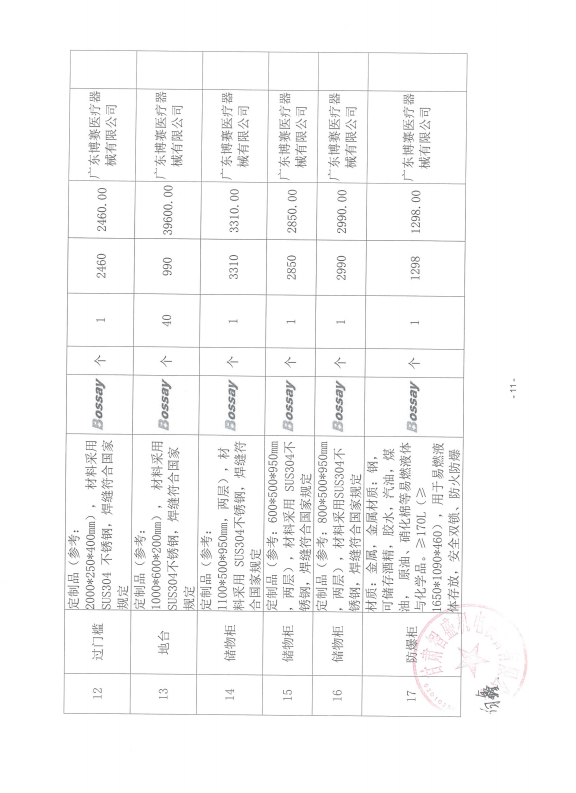 12
过门槛
定制品（参考：
2000*250*400mm），材料采用
SUS304 不锈钢，焊缝符合国家
规定
Bossay
个
1
2460
2460.00
广东博赛医疗器
械有限公司
13
地台
定制品（参考：
1000*600*200mm），材料采用
SUS304不锈钢，焊缝符合国家
规定
Bossay
个
40
990
39600.00
广东博赛医疗器
械有限公司
14
储物柜
定制品（参考：
1100*500*950mm，两层），材
料采用 SUS304不锈钢，焊缝符
合国家规定
Bossay
个
1
3310
3310.00
广东博赛医疗器
械有限公司
15
储物柜
定制品（参考：600*500*950mm
，两层），材料采用 SUS304不
锈钢，焊缝符合国家规定
Bossay
个
1
2850
2850.00
广东博赛医疗器
械有限公司
16
储物柜
定制品（参考：800*500*950mm
，两层），材料采用SUS304不
锈钢，焊缝符合国家规定
Bossay
个
1
2990
2990.00
广东博赛医疗器
械有限公司
17
防爆柜
材质：金属，金属材质：钢，
可储存酒精，胶水，汽油，煤
油，原油、硝化棉等易燃液体
与化学品。≥170L（≥
1650*1090*460），用于易燃液
体存放，安全双锁、防火防爆
Bossay
个
1
1298
1298.00
广东博赛医疗器
械有限公司
- 11 -